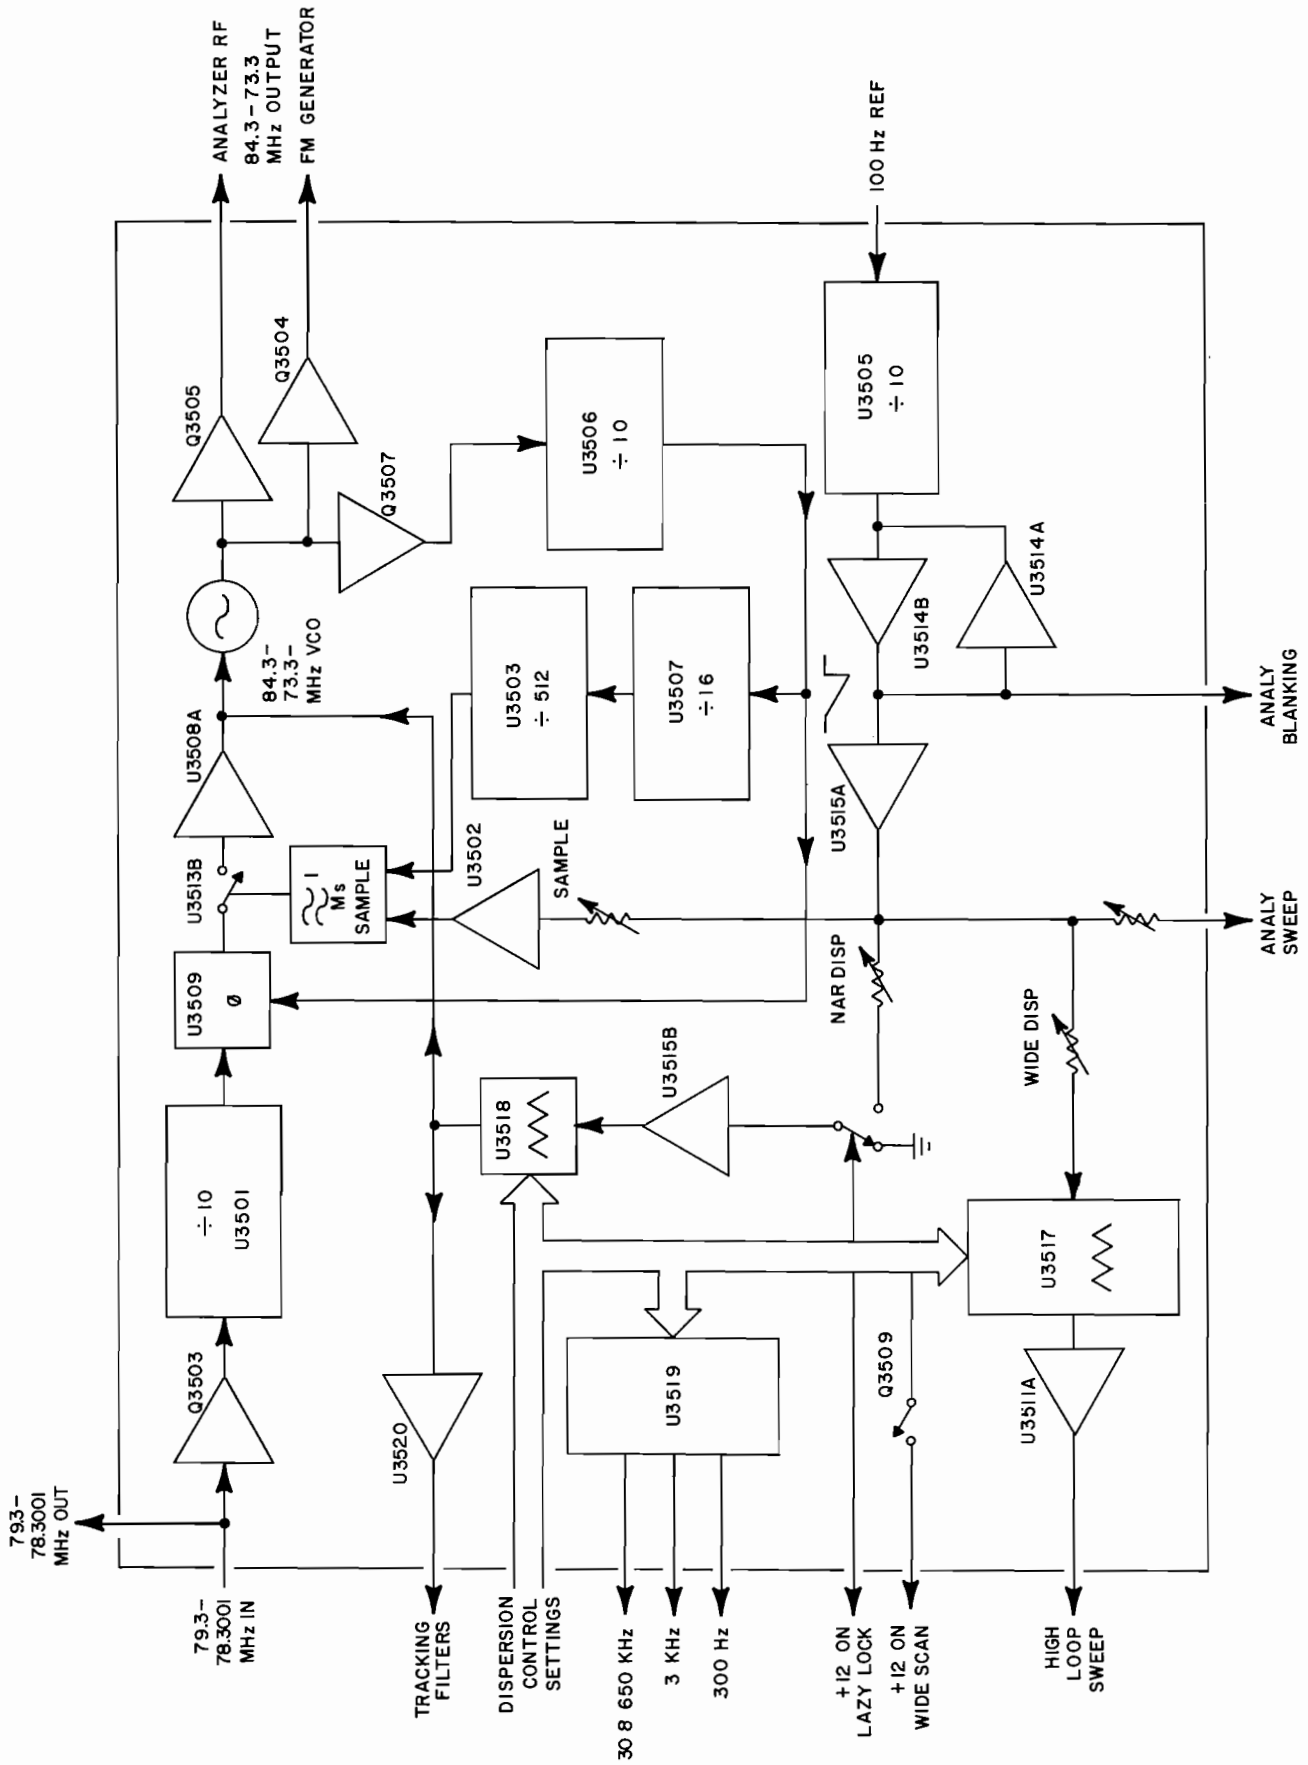 79.3-
78.3001
MHz OUT
79.3-
78.3001
MHz IN
Q3503
÷10
U3501
U3509
Ø
U3513B
U3508A
84.3-
73.3-
MHz VCO
Q3505
ANALYZER RF
84.3-73.3
MHz OUTPUT
Q3504
FM GENERATOR
Q3507
1
Ms
SAMPLE
U3502
SAMPLE
U3503
÷ 512
U3507
÷16
U3506
÷ 10
TRACKING
FILTERS
U3520
U3518
U3515B
DISPERSION
CONTROL
SETTINGS
U3519
30 8 650 KHz
3 KHz
300 Hz
NAR DISP
U3515A
U3514B
U3514A
U3505
÷ 10
100 Hz REF
+12 ON
LAZY LOCK
+12 ON
WIDE SCAN
Q3509
WIDE DISP
U3517
U3511A
HIGH
LOOP
SWEEP
ANALY
SWEEP
ANALY
BLANKING